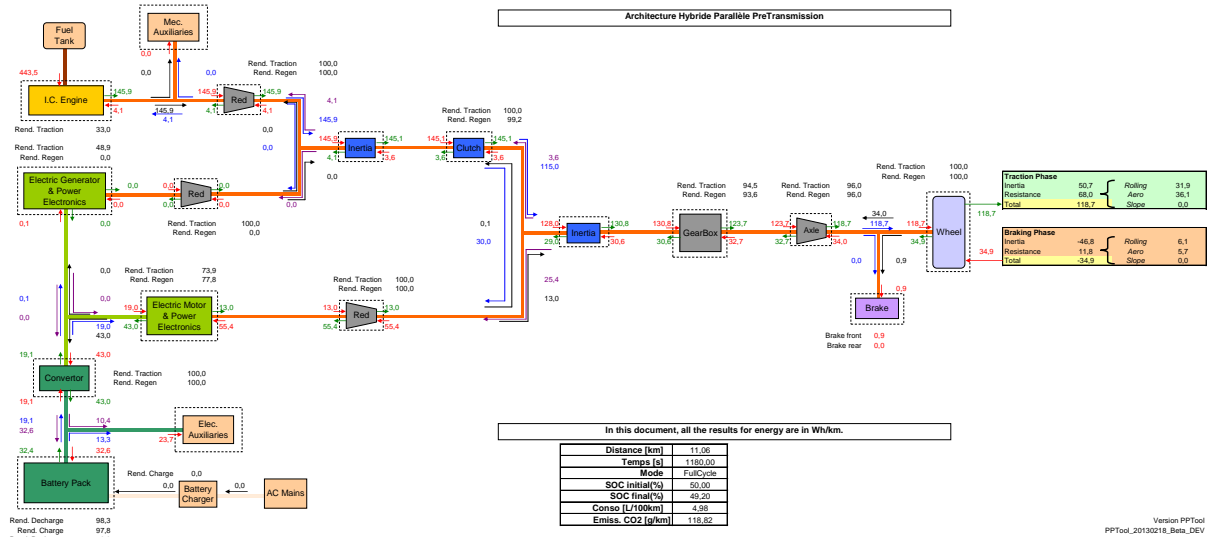 Architecture Hybride Parallèle PreTransmission
Fuel
Tank
Mec.
Auxiliaries
443,5
0,0
0,0
0,0
Rend. Traction 100,0
Rend. Regen 100,0
I.C. Engine
145,9
4,1
145,9
4,1
145,9
4,1
Red
145,9
4,1
4,1
145,9
Rend. Traction 33,0
0,0
0,0
Rend. Traction 48,9
Rend. Regen 0,0
145,9
4,1
Inertia
145,1
3,6
Rend. Traction 100,0
Rend. Regen 99,2
145,1
3,6
Clutch
145,1
3,6
3,6
115,0
0,0
Electric Generator
& Power
Electronics
0,0
0,0
0,0
0,0
Red
0,0
0,0
0,1
0,0
Rend. Traction 100,0
Rend. Regen 0,0
0,1
30,0
128,0
29,0
Inertia
130,8
30,6
Rend. Traction 94,5
Rend. Regen 93,6
130,8
30,6
GearBox
123,7
32,7
Rend. Traction 96,0
Rend. Regen 96,0
123,7
32,7
Axle
118,7
34,0
34,0
118,7
0,0
0,9
0,9
Brake
Brake front 0,9
Brake rear 0,0
Rend. Traction 100,0
Rend. Regen 100,0
118,7
34,9
Wheel
118,7
34,9
Traction Phase
Inertia 50,7 Rolling 31,9
Resistance 68,0 Aero 36,1
Total 118,7 Slope 0,0
Braking Phase
Inertia -46,8 Rolling 6,1
Resistance 11,8 Aero 5,7
Total -34,9 Slope 0,0
0,0
0,1
0,0
0,0
Rend. Traction 73,9
Rend. Regen 77,8
19,0
43,0
19,0
43,0
Electric Motor
& Power
Electronics
13,0
55,4
Rend. Traction 100,0
Rend. Regen 100,0
13,0
55,4
Red
13,0
55,4
25,4
13,0
19,1
43,0
Convertor
19,1
43,0
Rend. Traction 100,0
Rend. Regen 100,0
19,1
32,6
10,4
13,3
23,7
Elec.
Auxiliaries
32,4
32,6
Battery Pack
Rend. Charge 0,0
0,0
Battery
Charger
0,0
AC Mains
Rend. Decharge 98,3
Rend. Charge 97,8
In this document, all the results for energy are in Wh/km.
Distance [km] 11,06
Temps [s] 1180,00
Mode FullCycle
SOC initial(%) 50,00
SOC final(%) 49,20
Conso [L/100km] 4,98
Emiss. CO2 [g/km] 118,82
Version PPTool
PPTool_20130218_Beta_DEV